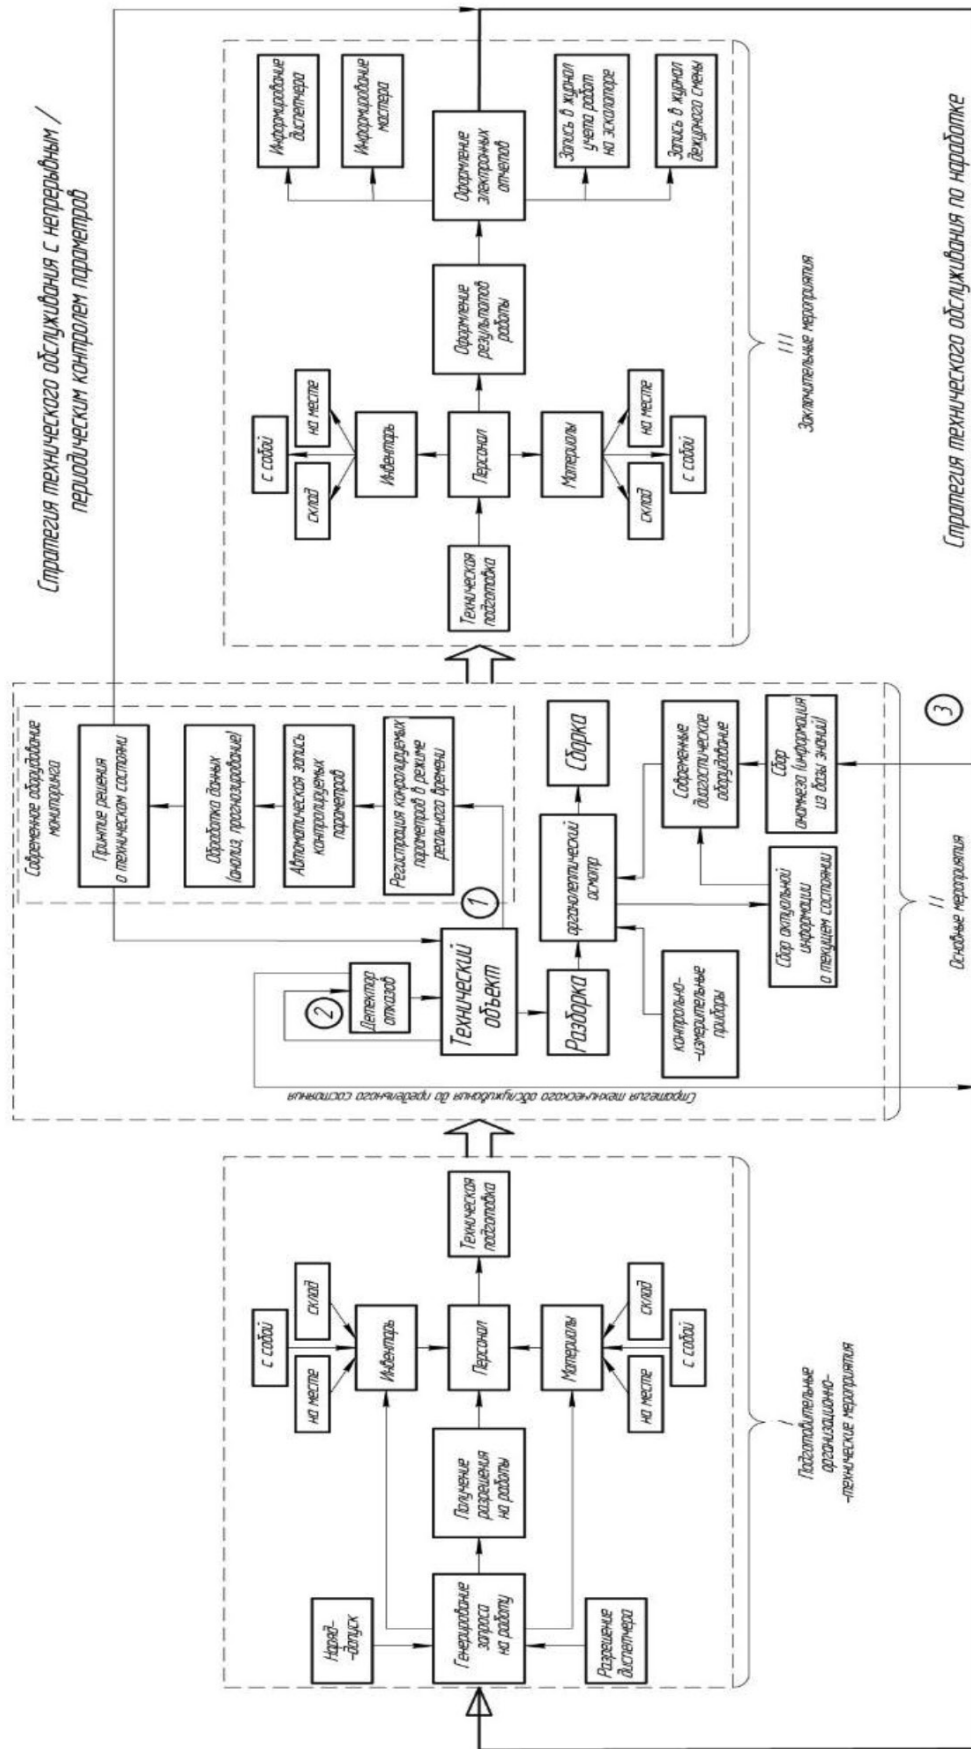 Стратегия технического обслуживания с непрерывным /
периодическим контролем параметров
Наряд-
-допуск
Генерирование
запроса
на работу
Разрешение
диспетчера
Получение
разрешения
на работы
на месте
с собой
склад
Инвентарь
Персонал
Материалы
на месте
с собой
склад
Техническая
подготовка
I
Подготовительные
организационно-
-технические мероприятия
Стратегия технического обслуживания до предельного состояния
2
Детектор
отказов
Технический
объект
1
Современное оборудование
мониторинга
Принтие решения
о техническом состояни
Обработка данных
(анализ, прогнозирование)
Автоматическая запись
контролируемых
параметров
Регистрация контролируемых
параметров в режиме
реального времени
Разборка
органолептический
осмотр
Сборка
контрольно-
-измерительные
приборы
Современные
диагостическое
оборудование
Сбор актуальной
информации
о текущем состоянии
Сбор
анамнеза (информация
из базы знаний)
3
II
Основные мероприятия
Техническая
подготовка
склад
с собой
на месте
Инвентарь
Персонал
Материалы
склад
с собой
на месте
Оформление
результатов
работы
Оформление
электронных
отчетов
Информирование
диспетчера
Информирование
мастера
Запись в журнал
учета работ
на эскалаторе
Запись в журнал
дежурного смены
III
Заключительные мероприятия
Стратегия технического обслуживания по наработке